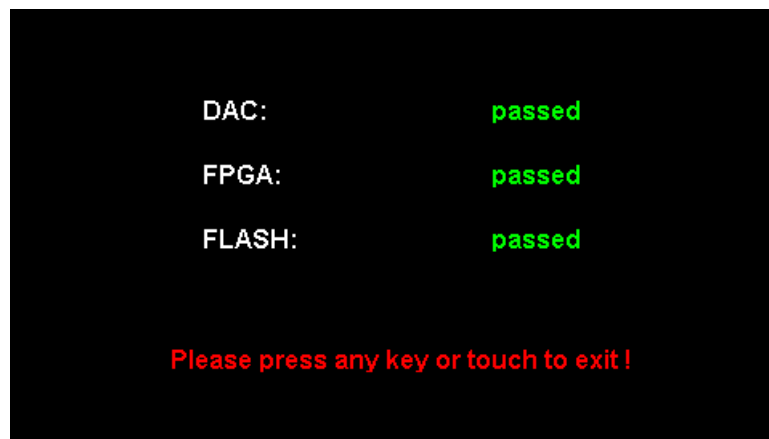 DAC: passed
FPGA: passed
FLASH: passed
Please press any key or touch to exit !